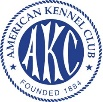 AMERICAN KENNEL CLUB
AKC
FOUNDED 1884